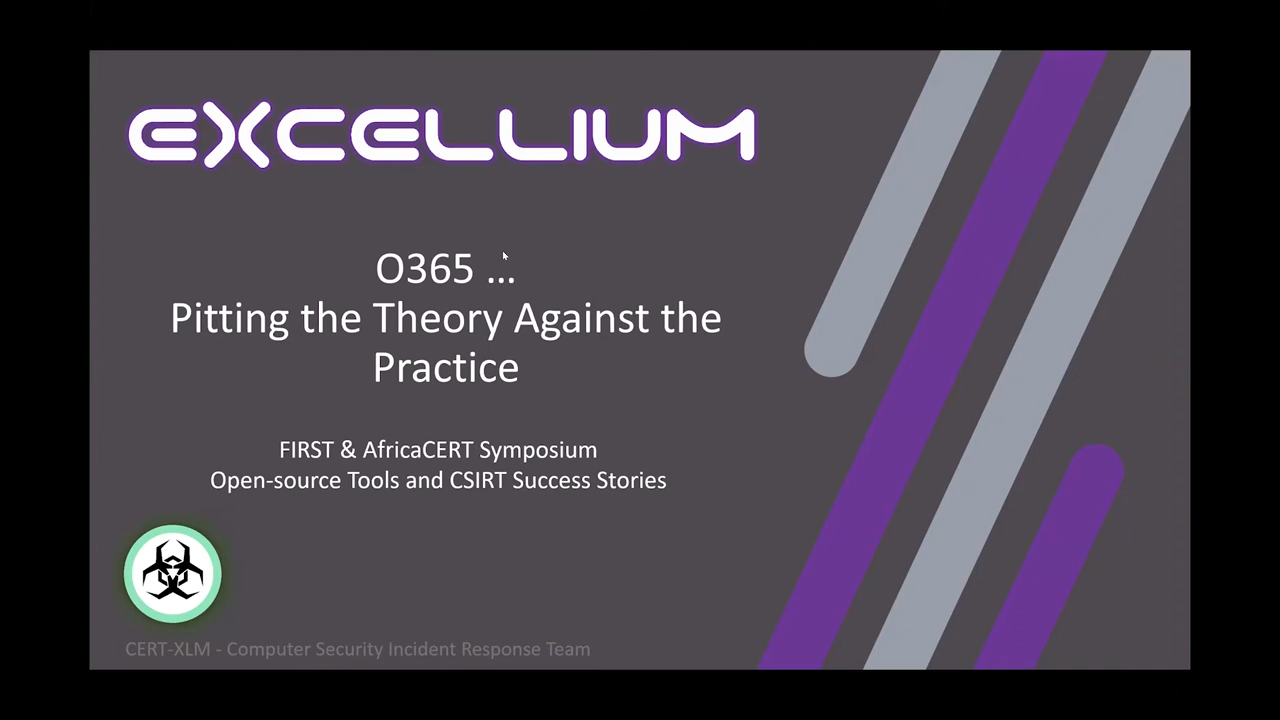 EXCELLIUM
O365 ...
Pitting the Theory Against the
Practice
FIRST & AfricaCERT Symposium
Open-source Tools and CSIRT Success Stories
CERT-XLM - Computer Security Incident Response Team